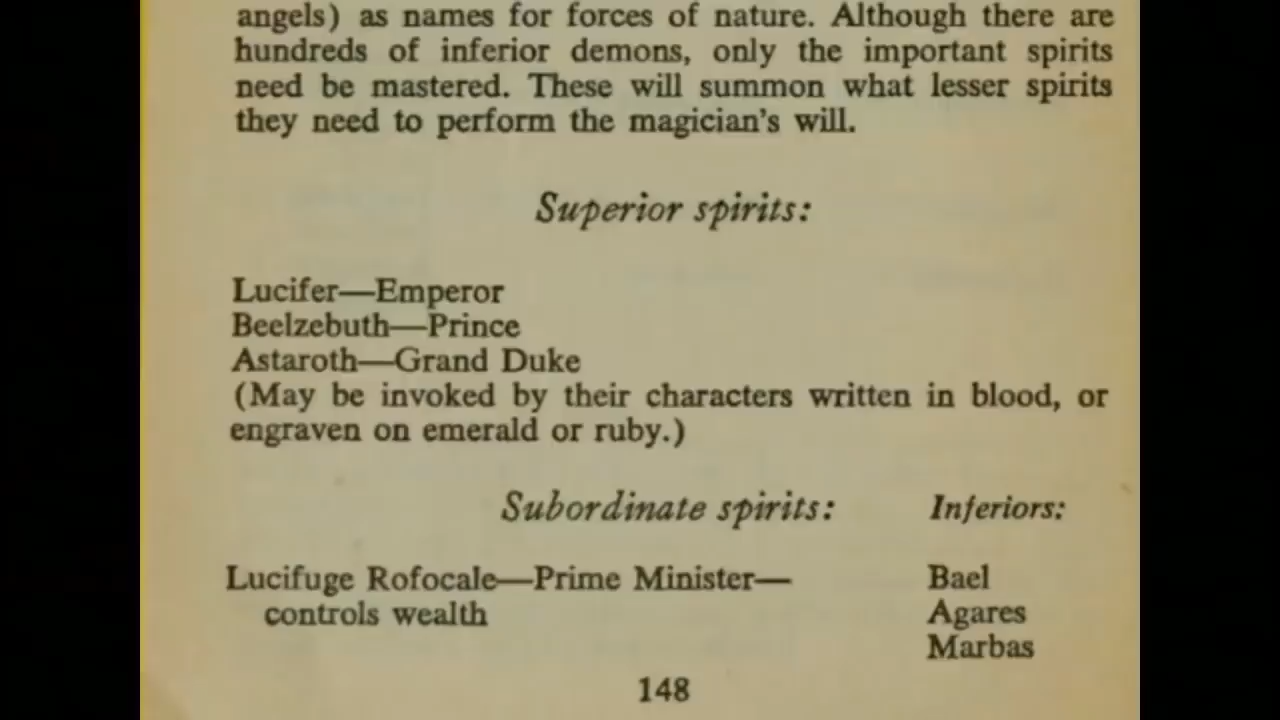 angels) as names for forces of nature. Although there are
hundreds of inferior demons, only the important spirits
need be mastered. These will summon what lesser spirits
they need to perform the magician's will.
Superior spirits:
Lucifer—Emperor
Beelzebuth—Prince
Astaroth—Grand Duke
(May be invoked by their characters written in blood, or
engraven on emerald or ruby.)
Subordinate spirits: Inferiors:
Lucifuge Rofocale—Prime Minister— Bael
controls wealth Agares
Marbas
148